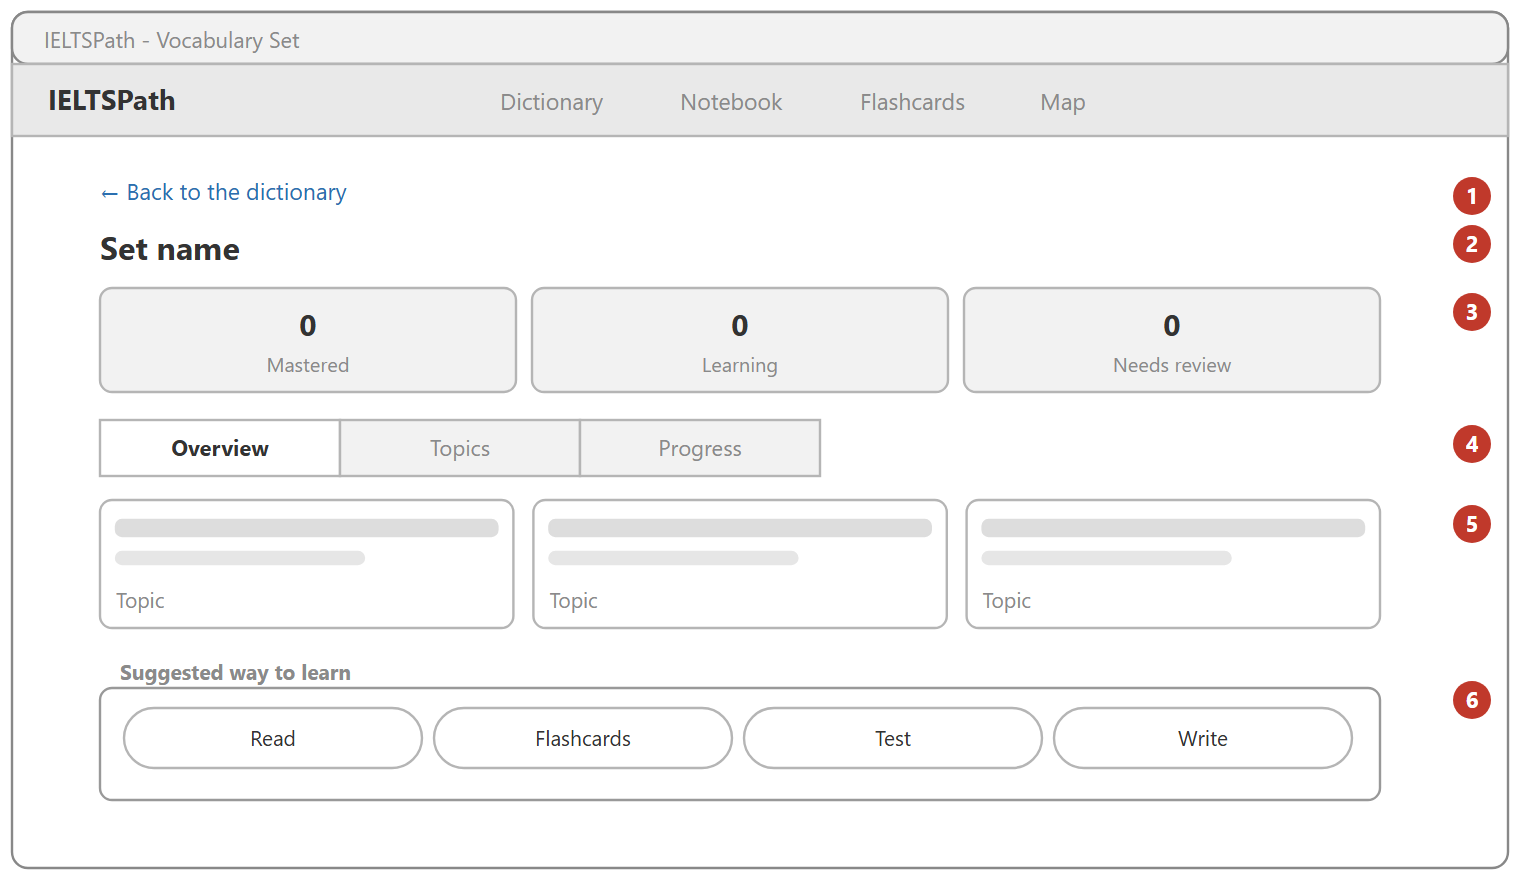 IELTSPath - Vocabulary Set
IELTSPath Dictionary Notebook Flashcards Map
← Back to the dictionary 1
Set name 2
0 0 0 3
Mastered Learning Needs review
Overview Topics Progress 4
5
Topic Topic Topic
Suggested way to learn
6
Read Flashcards Test Write